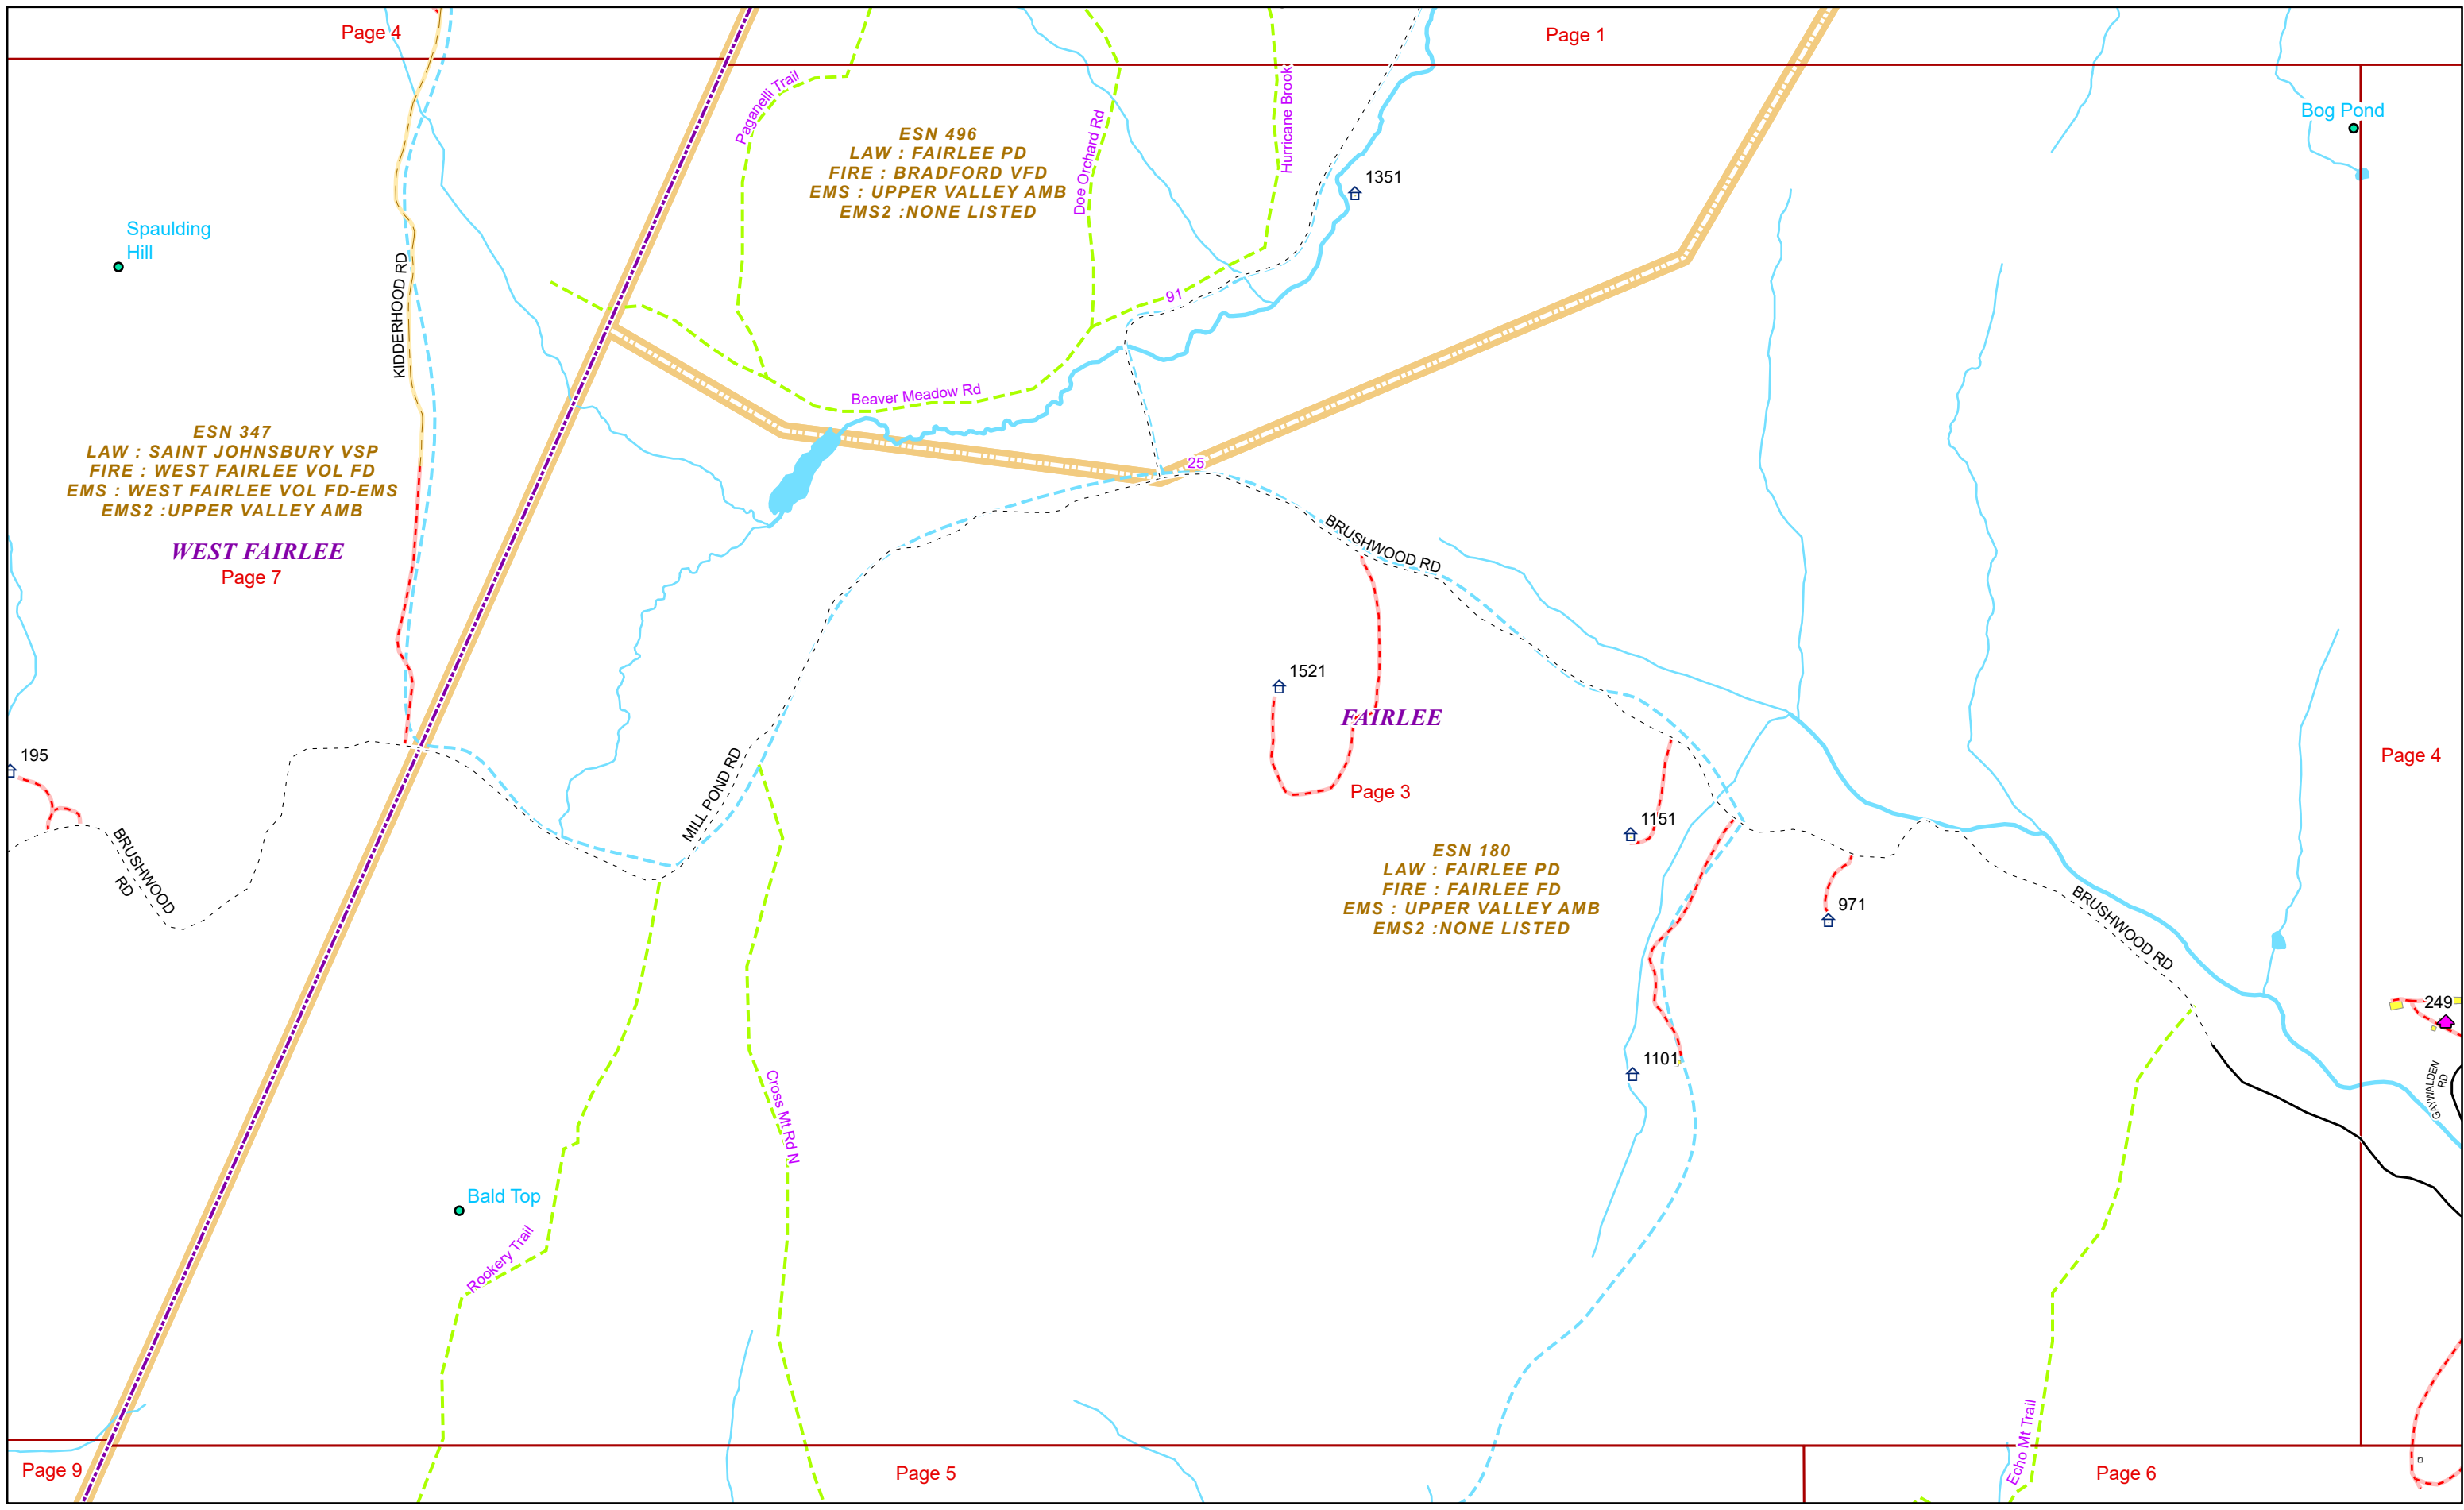 Page 4
Page 1
Paganelli Trail
Hurricane Brook
Bog Pond
Doe Orchard Rd
ESN 496
LAW : FAIRLEE PD
FIRE : BRADFORD VFD
EMS : UPPER VALLEY AMB
EMS2 :NONE LISTED
1351
Spaulding
Hill
KIDDERHOOD RD
91
Beaver Meadow Rd
ESN 347
LAW : SAINT JOHNSBURY VSP
FIRE : WEST FAIRLEE VOL FD
EMS : WEST FAIRLEE VOL FD-EMS
EMS2 :UPPER VALLEY AMB
25
BRUSHWOOD RD
WEST FAIRLEE
Page 7
1521
FAIRLEE
195
MILL POND RD
Page 3
Page 4
1151
BRUSHWOOD
RD
ESN 180
LAW : FAIRLEE PD
FIRE : FAIRLEE FD
EMS : UPPER VALLEY AMB
EMS2 :NONE LISTED
971
BRUSHWOOD RD
249
1101
GAYWALDEN
RD
Cross Mt Rd N
Bald Top
Rookery Trail
Echo Mt Trail
Page 9
Page 5
Page 6